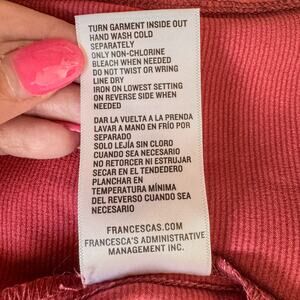 TURN GARMENT INSIDE OUT
HAND WASH COLD
SEPARATELY
ONLY NON-CHLORINE
BLEACH WHEN NEEDED
DO NOT TWIST OR WRING
LINE DRY
IRON ON LOWEST SETTING
ON REVERSE SIDE WHEN
NEEDED
DAR LA VUELTA A LA PRENDA
LAVAR A MANO EN FRÍO POR
SEPARADO
SOLO LEJÍA SIN CLORO
CUANDO SEA NECESARIO
NO RETORCER NI ESTRUJAR
SECAR EN EL TENDEDERO
PLANCHAR EN
TEMPERATURA MÍNIMA
DEL REVERSO CUANDO SEA
NECESARIO
FRANCESCAS.COM
FRANCESCA'S ADMINISTRATIVE
MANAGEMENT INC.